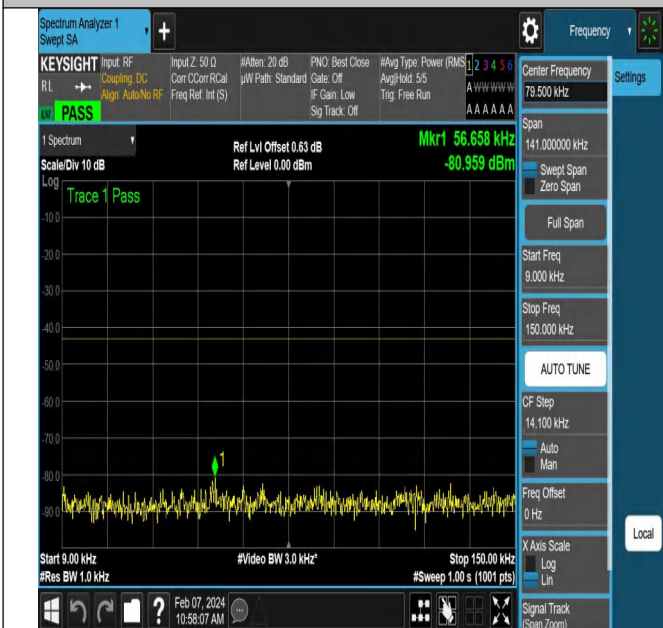 Spectrum Analyzer 1
Swept SA
+
Frequency
KEYSIGHT
Input: RF
Coupling: DC
Align: Auto/No RF
Input Z: 50 Ω
Corr CCorr RCal
Freq Ref: Int (S)
#Atten: 20 dB
µW Path: Standard
PNO: Best Close
Gate: Off
IF Gain: Low
Sig Track: Off
#Avg Type: Power (RMS
Avg|Hold: 5/5
Trig: Free Run
1 2 3 4 5 6
A W W W W W
A A A A A A
R L
LXI
PASS
1 Spectrum
Scale/Div 10 dB
Log
Ref Lvl Offset 0.63 dB
Ref Level 0.00 dBm
Mkr1 56.658 kHz
-80.959 dBm
Trace 1 Pass
-10.0
-20.0
-30.0
-40.0
-50.0
-60.0
-70.0
-80.0
-90.0
1
Start 9.00 kHz
#Res BW 1.0 kHz
#Video BW 3.0 kHz*
Stop 150.00 kHz
#Sweep 1.00 s (1001 pts)
?
Feb 07, 2024
10:58:07 AM
Center Frequency
79.500 kHz
Settings
Span
141.000000 kHz
Swept Span
Zero Span
Full Span
Start Freq
9.000 kHz
Stop Freq
150.000 kHz
AUTO TUNE
CF Step
14.100 kHz
Auto
Man
Freq Offset
0 Hz
Local
X Axis Scale
Log
Lin
Signal Track
(Span Zoom)